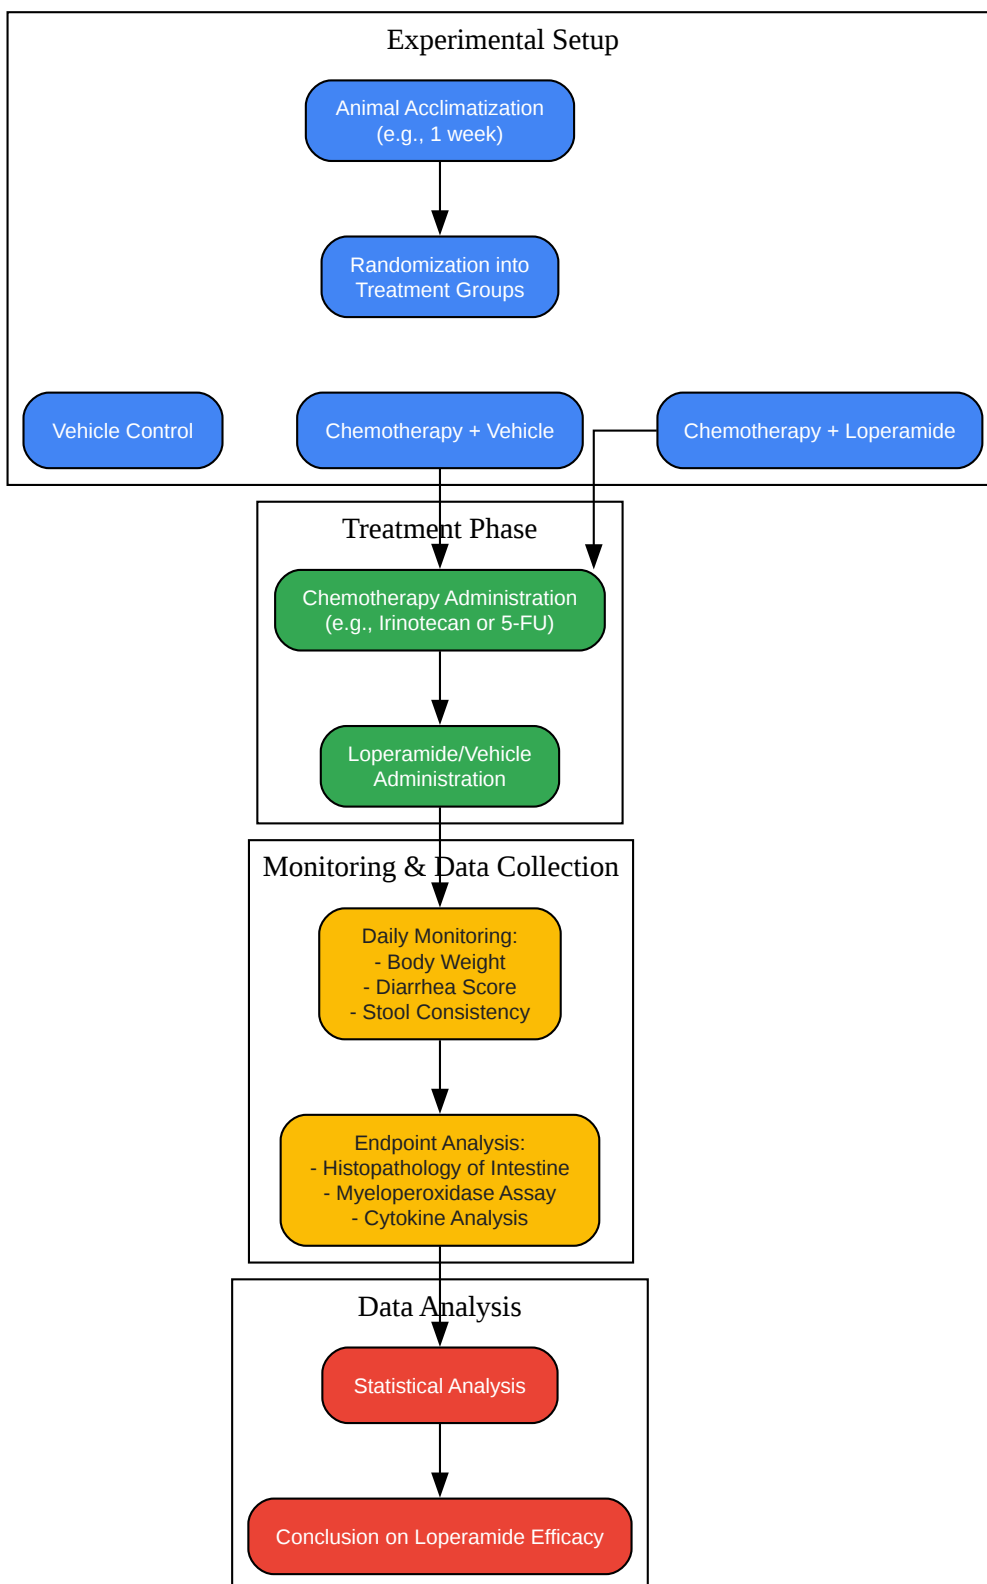 Experimental Setup
Animal Acclimatization
(e.g., 1 week)
Randomization into
Treatment Groups
Vehicle Control
Chemotherapy + Vehicle
Chemotherapy + Loperamide
Treatment Phase
Chemotherapy Administration
(e.g., Irinotecan or 5-FU)
Loperamide/Vehicle
Administration
Monitoring & Data Collection
Daily Monitoring:
- Body Weight
- Diarrhea Score
- Stool Consistency
Endpoint Analysis:
- Histopathology of Intestine
- Myeloperoxidase Assay
- Cytokine Analysis
Data Analysis
Statistical Analysis
Conclusion on Loperamide Efficacy